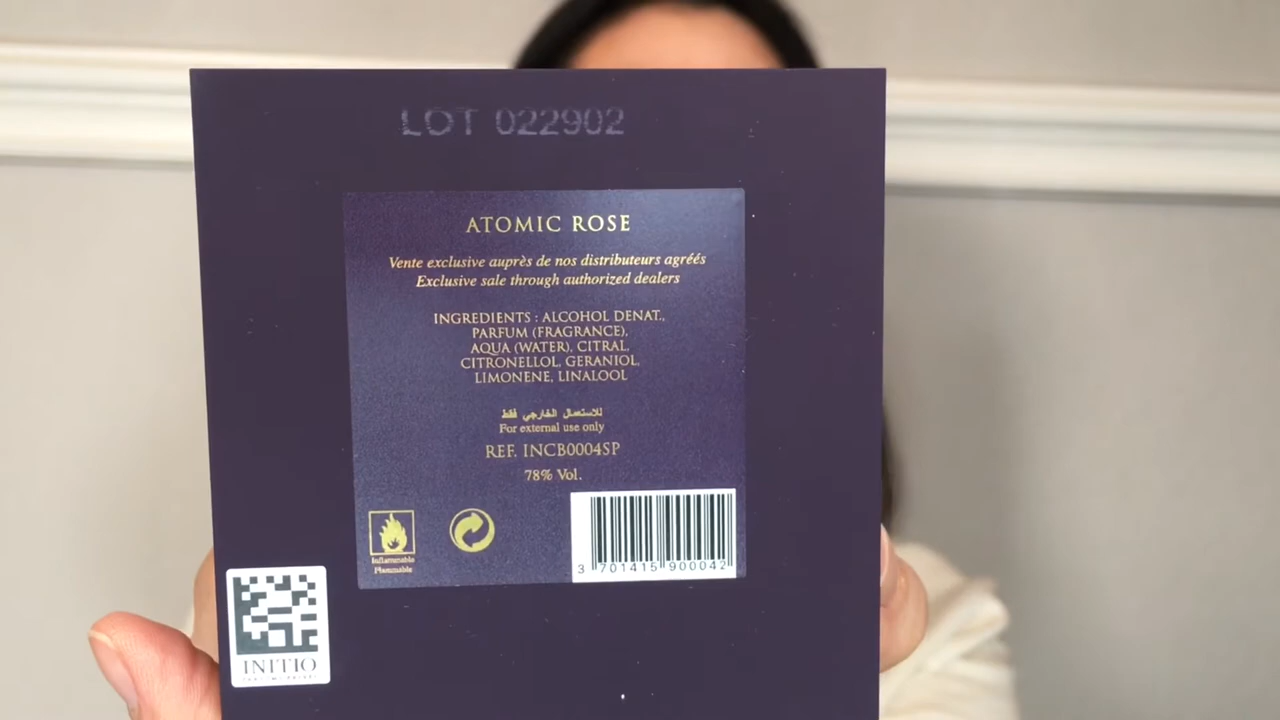 LOT 022902
ATOMIC ROSE
Vente exclusive auprès de nos distributeurs agréés
Exclusive sale through authorized dealers
INGREDIENTS : ALCOHOL DENAT.,
PARFUM (FRAGRANCE),
AQUA (WATER), CITRAL,
CITRONELLOL, GERANIOL,
LIMONENE, LINALOOL
للاستعمال الخارجي فقط
For external use only
REF. INCB0004SP
78% Vol.
Inflammable
Flammable
3 701415 900042
INITIO
PARFUMS PRIVES